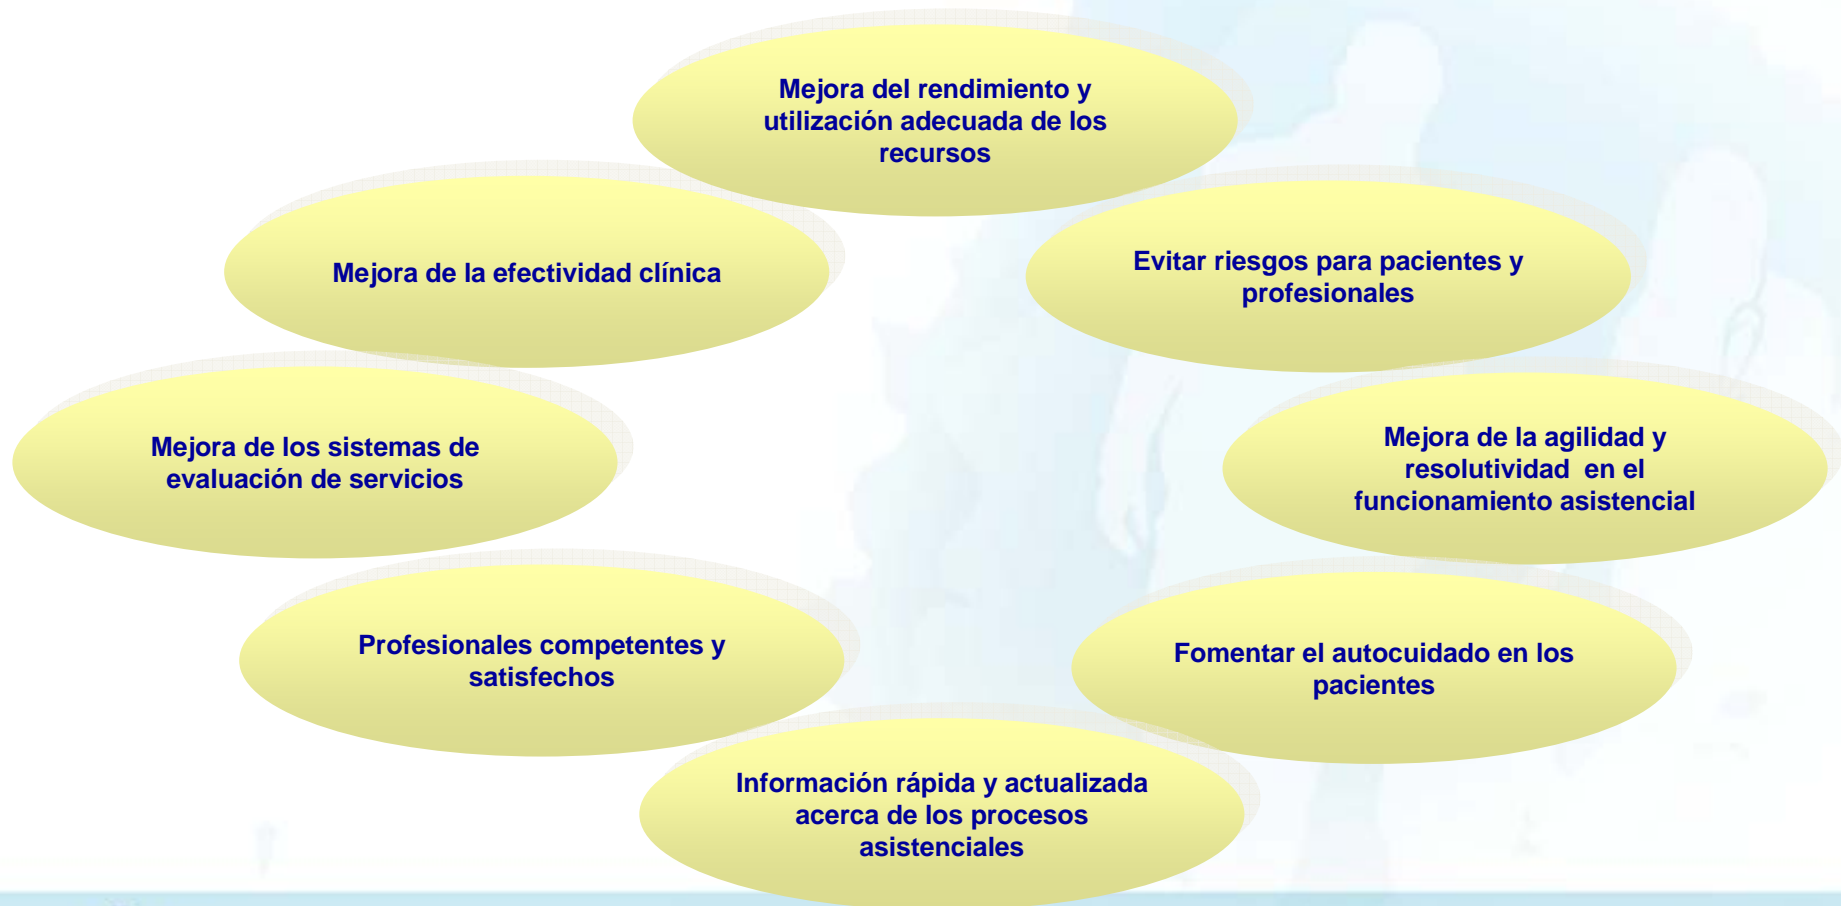 Mejora del rendimiento y
utilización adecuada de los
recursos
Mejora de la efectividad clínica
Evitar riesgos para pacientes y
profesionales
Mejora de los sistemas de
evaluación de servicios
Mejora de la agilidad y
resolutividad en el
funcionamiento asistencial
Profesionales competentes y
satisfechos
Fomentar el autocuidado en los
pacientes
Información rápida y actualizada
acerca de los procesos
asistenciales